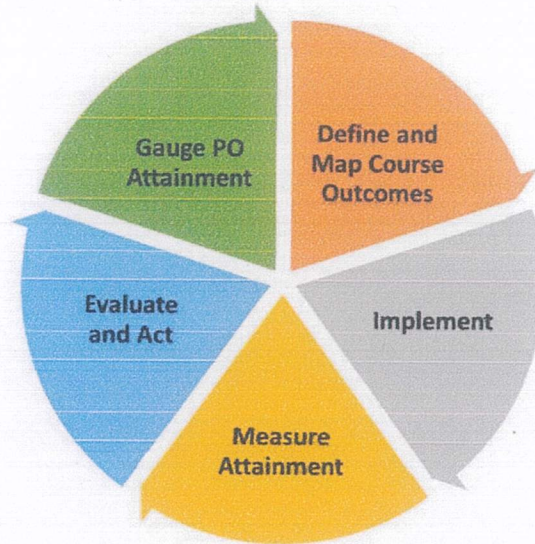 Define and
Map Course
Outcomes
Implement
Measure
Attainment
Evaluate
and Act
Gauge PO
Attainment